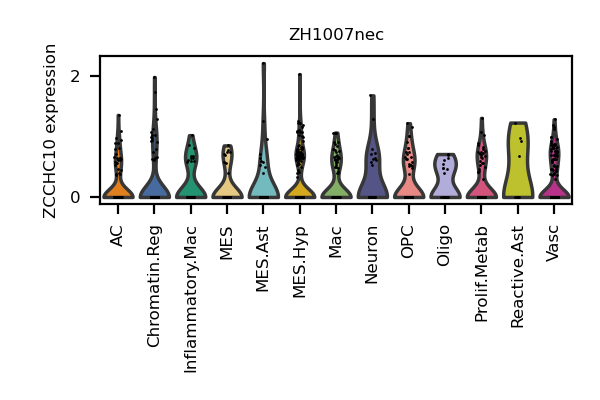 ZH1007nec
ZCCHC10 expression
2
0
AC
Chromatin.Reg
Inflammatory.Mac
MES
MES.Ast
MES.Hyp
Mac
Neuron
OPC
Oligo
Prolif.Metab
Reactive.Ast
Vasc